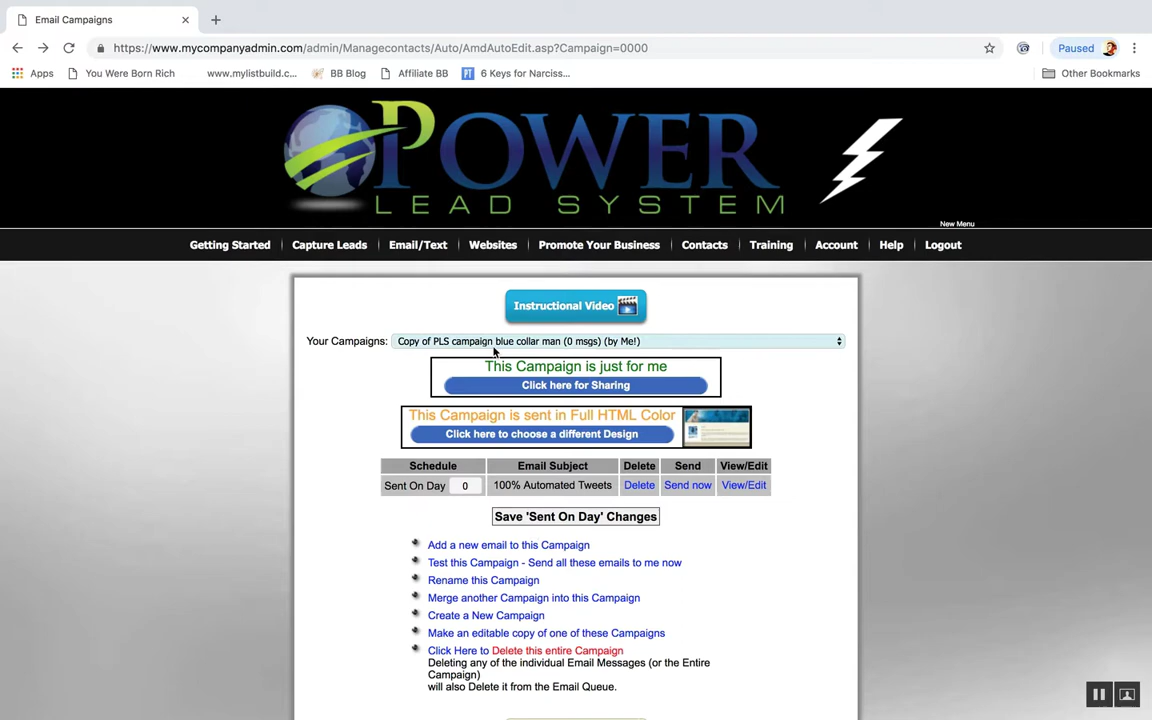 Email Campaigns
https://www.mycompanyadmin.com/admin/Managecontacts/Auto/AmdAutoEdit.asp?Campaign=0000
Paused
Apps You Were Born Rich www.mylistbuild.c... BB Blog Affiliate BB PT 6 Keys for Narciss... Other Bookmarks
POWER
LEAD SYSTEM
New Menu
Getting Started Capture Leads Email/Text Websites Promote Your Business Contacts Training Account Help Logout
Instructional Video
Your Campaigns: Copy of PLS campaign blue collar man (0 msgs) (by Me!)
This Campaign is just for me
Click here for Sharing
This Campaign is sent in Full HTML Color
Click here to choose a different Design
Schedule Email Subject Delete Send View/Edit
Sent On Day 0 100% Automated Tweets Delete Send now View/Edit
Save 'Sent On Day' Changes
Add a new email to this Campaign
Test this Campaign - Send all these emails to me now
Rename this Campaign
Merge another Campaign into this Campaign
Create a New Campaign
Make an editable copy of one of these Campaigns
Click Here to Delete this entire Campaign
Deleting any of the individual Email Messages (or the Entire
Campaign)
will also Delete it from the Email Queue.